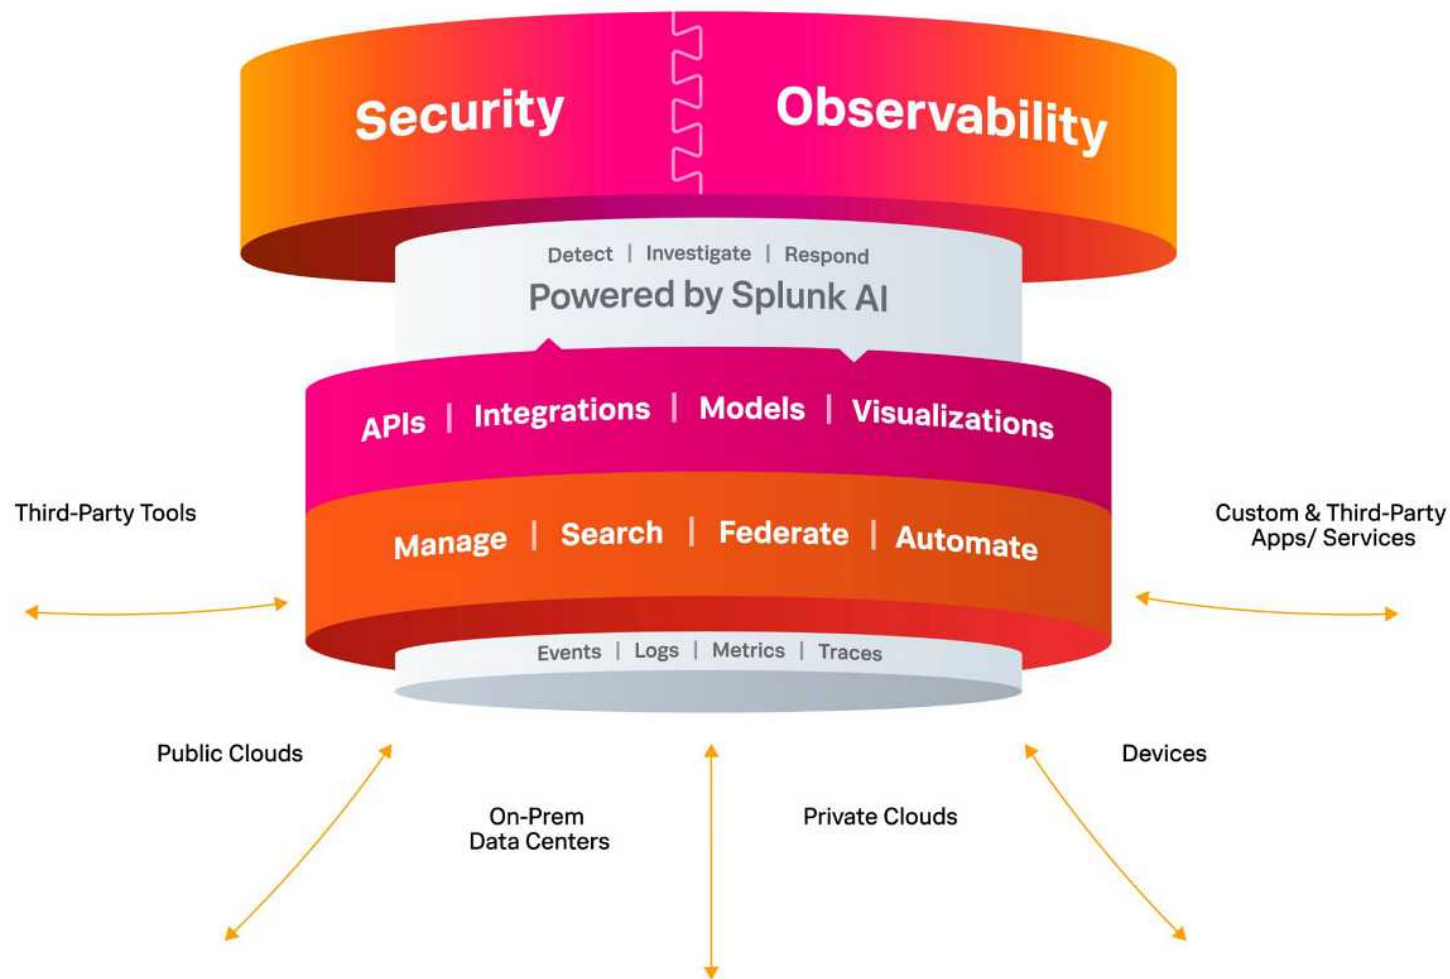 Security Observability
Detect | Investigate | Respond
Powered by Splunk AI
APIs | Integrations | Models | Visualizations
Manage | Search | Federate | Automate
Events | Logs | Metrics | Traces
Third-Party Tools
Custom & Third-Party
Apps/ Services
Public Clouds
On-Prem
Data Centers
Private Clouds
Devices